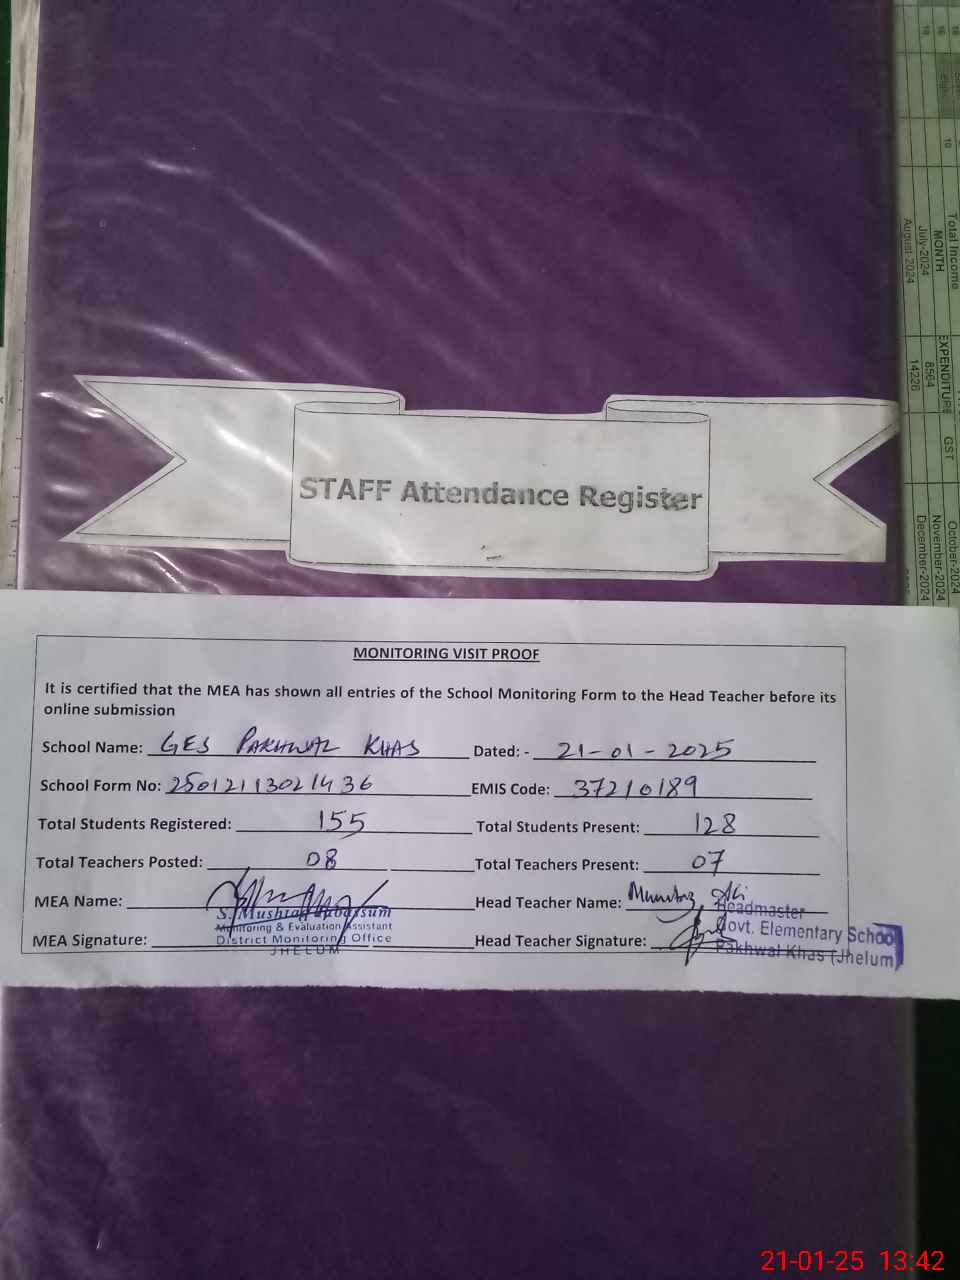 Total Income
MONTH EXPENDITURE GST
July-2024 8564
August-2024 14226
October-2024
November-2024
December-2024
STAFF Attendance Register
MONITORING VISIT PROOF
It is certified that the MEA has shown all entries of the School Monitoring Form to the Head Teacher before its
online submission
School Name: GES PAKHWAL KHAS Dated: - 21-01-2025
School Form No: 25012113021436 EMIS Code: 37210189
Total Students Registered: 155 Total Students Present: 128
Total Teachers Posted: 08 Total Teachers Present: 07
MEA Name: Head Teacher Name: Mumtaz Ali
S. Mushtaq Tabassum
Monitoring & Evaluation Assistant
District Monitoring Office
JHELUM
MEA Signature: Head Teacher Signature:
Headmaster
Govt. Elementary School
Pakhwal Khas (Jhelum)
21-01-25 13:42